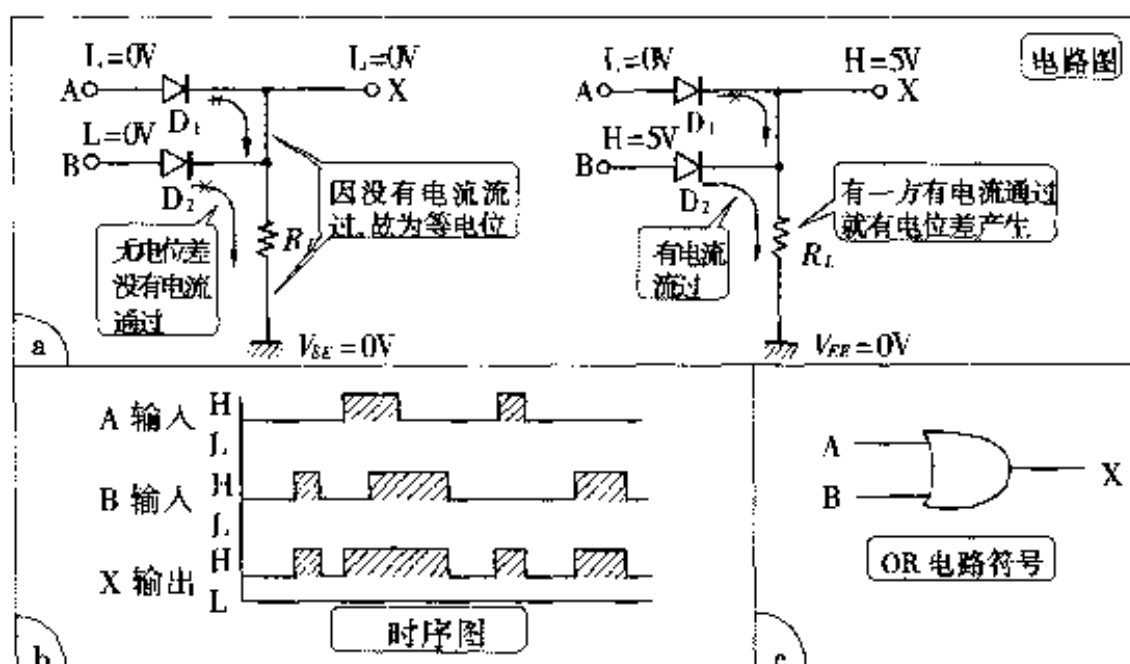 L=0V
L=0V
A
X
D1
L=0V
B
D2
因没有电流流
过,故为等电位
无电位差
没有电流
通过
a
L=0V
H=5V
电路图
A
X
D1
H=5V
B
D2
有一方有电流通过
就有电位差产生
RL
有电流
流过
VEE=0V
A 输入
H
L
B 输入
H
L
X 输出
H
L
时序图
b
A
B
X
OR 电路符号
c